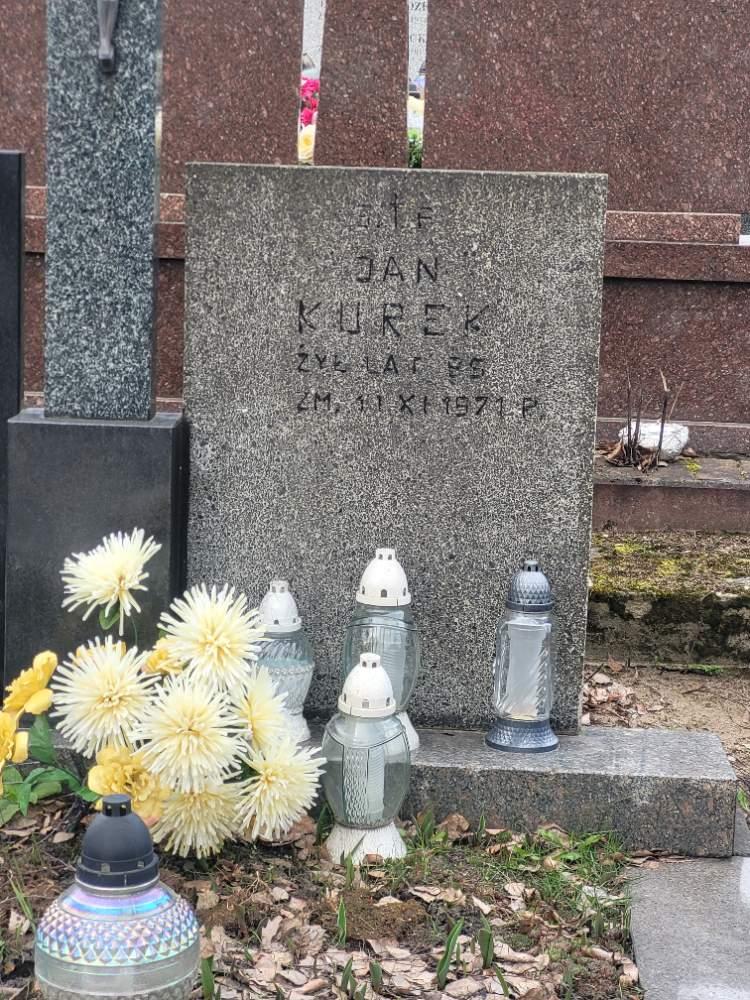 Ś.†P.
JAN
KUREK
ŻYŁ LAT
ZM. 11 XI 1971 R.